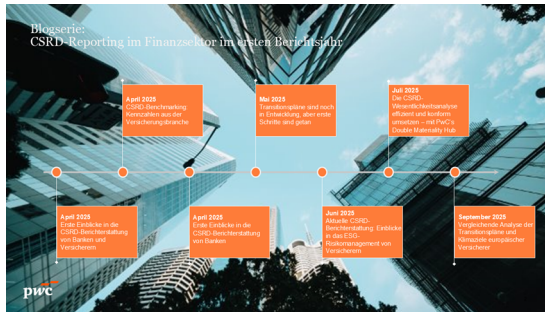 Blogserie:
CSRD-Reporting im Finanzsektor im ersten Berichtsjahr
April 2025
CSRD-Benchmarking:
Kennzahlen aus der
Versicherungsbranche
Mai 2025
Transitionspläne sind noch
in Entwicklung, aber erste
Schritte sind getan
Juli 2025
Die CSRD-
Wesentlichkeitsanalyse
effizient und konform
umsetzen – mit PwC's
Double Materiality Hub
April 2025
Erste Einblicke in die
CSRD-Berichterstattung
von Banken und
Versicherern
April 2025
Erste Einblicke in die
CSRD-Berichterstattung
von Banken
Juni 2025
Aktuelle CSRD-
Berichterstattung: Einblicke
in das ESG-
Risikomanagement von
Versicherern
September 2025
Vergleichende Analyse der
Transitionspläne und
Klimaziele europäischer
Versicherer
pwc